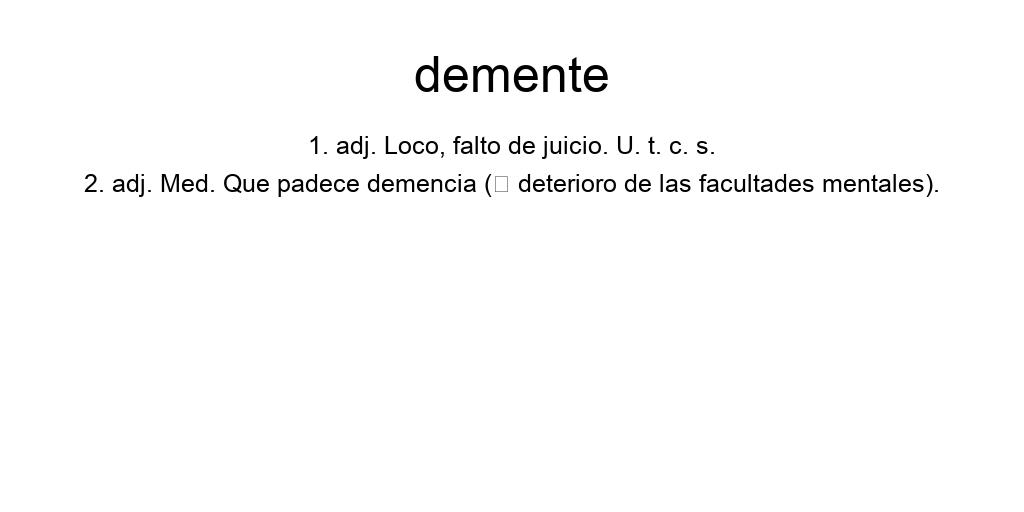 demente
1. adj. Loco, falto de juicio. U. t. c. s.
2. adj. Med. Que padece demencia (□ deterioro de las facultades mentales).